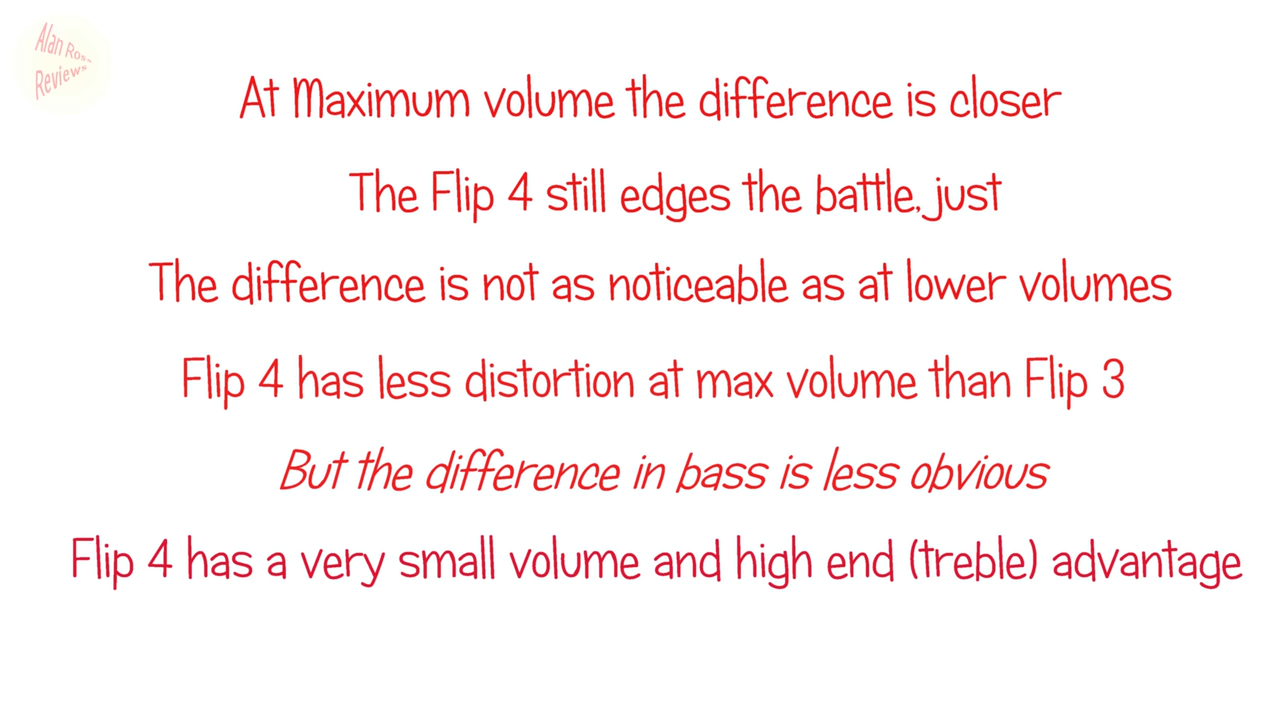 Alan Ross
Reviews
At Maximum volume the difference is closer
The Flip 4 still edges the battle, just
The difference is not as noticeable as at lower volumes
Flip 4 has less distortion at max volume than Flip 3
But the difference in bass is less obvious
Flip 4 has a very small volume and high end (treble) advantage